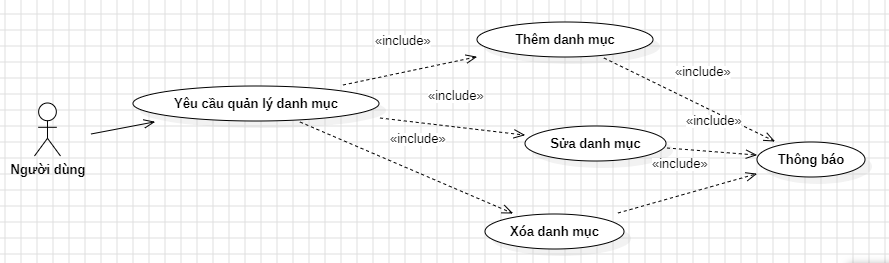 Thêm danh mục
«include»
«include»
Yêu cầu quản lý danh mục
«include»
«include»
«include»
Sửa danh mục
«include»
Thông báo
Người dùng
Xóa danh mục